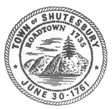 TOWN OF SHUTESBURY
ROADTOWN 1735
JUNE 30-1761